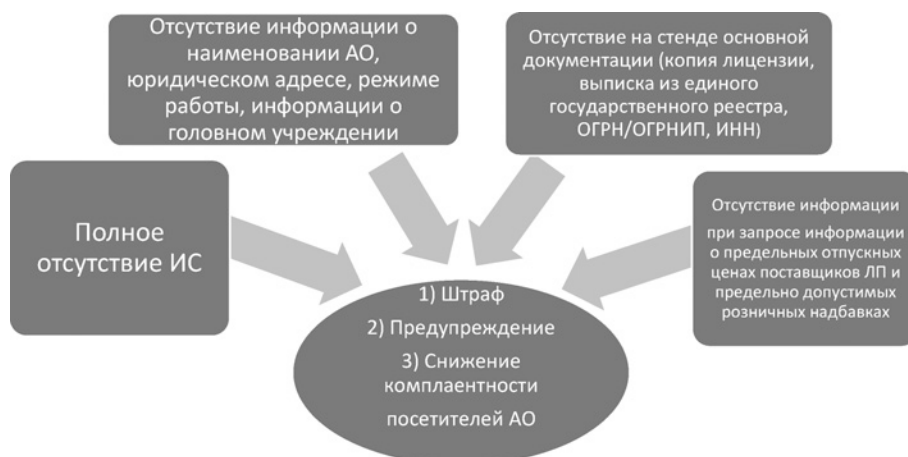 Отсутствие информации о
наименовании АО,
юридическом адресе, режиме
работы, информации о
головном учреждении
Отсутствие на стенде основной
документации (копия лицензии,
выписка из единого
государственного реестра,
ОГРН/ОГРНИП, ИНН)
Полное
отсутствие ИС
Отсутствие информации
при запросе информации
о предельных отпускных
ценах поставщиков ЛП и
предельно допустимых
розничных надбавках
1) Штраф
2) Предупреждение
3) Снижение
комплаентности
посетителей АО